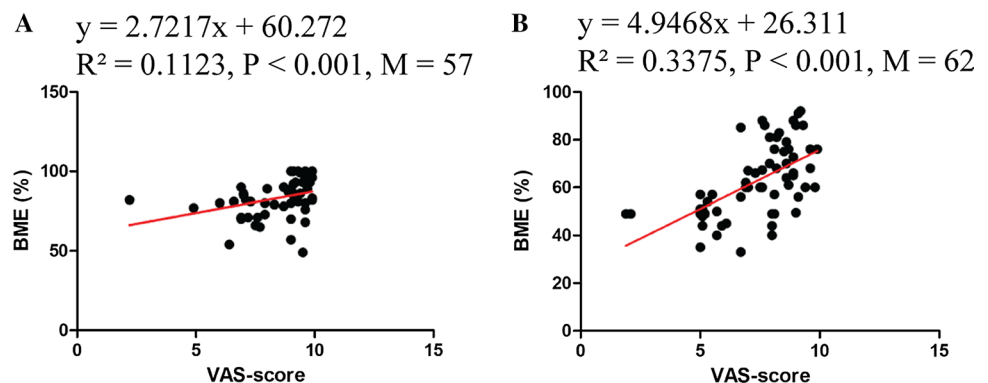 A
y = 2.7217x + 60.272
R² = 0.1123, P < 0.001, M = 57
150
100
50
0
BME (%)
0 5 10 15
VAS-score
B
y = 4.9468x + 26.311
R² = 0.3375, P < 0.001, M = 62
100
80
60
40
20
0
BME (%)
0 5 10 15
VAS-score